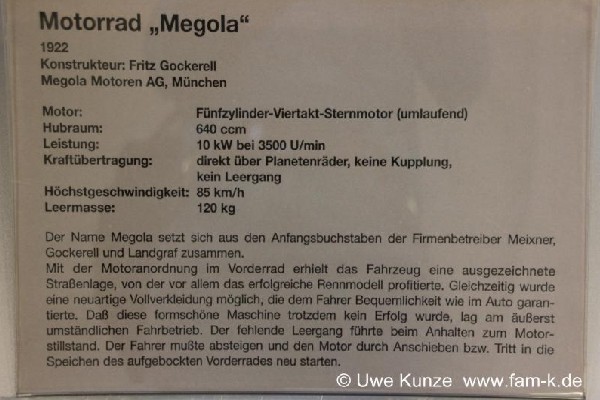 Motorrad „Megola“
1922
Konstrukteur: Fritz Gockerell
Megola Motoren AG, München
Motor: Fünfzylinder-Viertakt-Sternmotor (umlaufend)
Hubraum: 640 ccm
Leistung: 10 kW bei 3500 U/min
Kraftübertragung: direkt über Planetenräder, keine Kupplung,
kein Leergang
Höchstgeschwindigkeit: 85 km/h
Leermasse: 120 kg
Der Name Megola setzt sich aus den Anfangsbuchstaben der Firmenbetreiber Meixner,
Gockerell und Landgraf zusammen.
Mit der Motoranordnung im Vorderrad erhielt das Fahrzeug eine ausgezeichnete
Straßenlage, von der vor allem das erfolgreiche Rennmodell profitierte. Gleichzeitig wurde
eine neuartige Vollverkleidung möglich, die dem Fahrer Bequemlichkeit wie im Auto garan-
tierte. Daß diese formschöne Maschine trotzdem kein Erfolg wurde, lag am äußerst
umständlichen Fahrbetrieb. Der fehlende Leergang führte beim Anhalten zum Motor-
stillstand. Der Fahrer mußte absteigen und den Motor durch Anschieben bzw. Tritt in die
Speichen des aufgebockten Vorderrades neu starten.
© Uwe Kunze www.fam-k.de